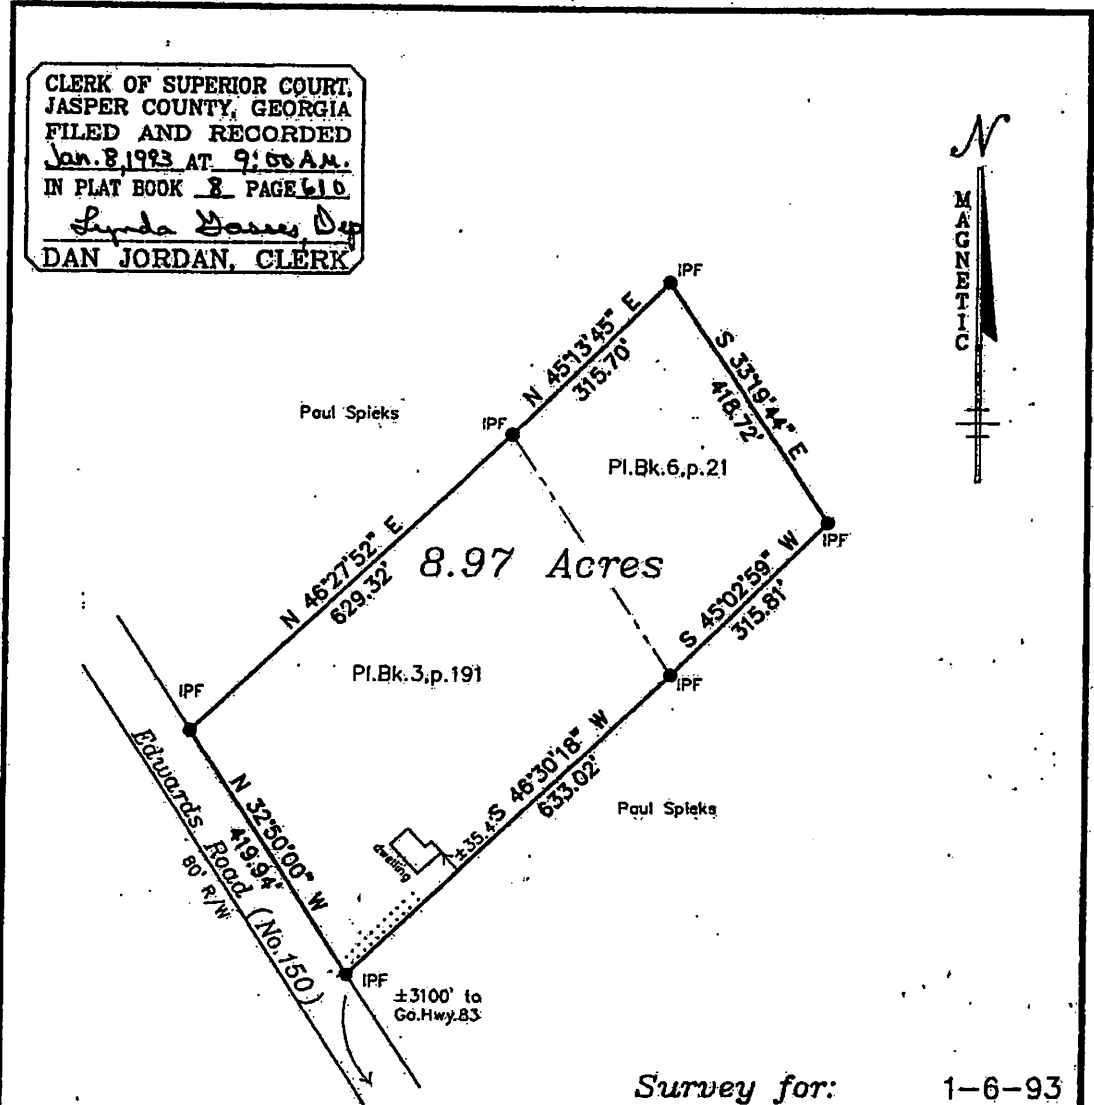 CLERK OF SUPERIOR COURT,
JASPER COUNTY, GEORGIA
FILED AND RECORDED
Jan. 8, 1993 AT 9:00 A.M.
IN PLAT BOOK 8 PAGE 610
Lynda Dep
DAN JORDAN, CLERK
N
MAGNETIC
IPF
N 45°13'45" E
315.70'
S 33°19'44" E
418.72'
Paul Spieks
IPF
Pl.Bk.6,p.21
IPF
N 46°27'52" E
629.32'
8.97 Acres
S 45°02'59" W
315.81'
Pl.Bk.3,p.191
IPF
IPF
N 32°50'00" W
419.94'
Edwards Road (No.150)
80' R/W
S 46°30'18" W
633.02'
Paul Spieks
±35.4'
dwelling
IPF
±3100' to
Ga.Hwy.83
Survey for:
1-6-93